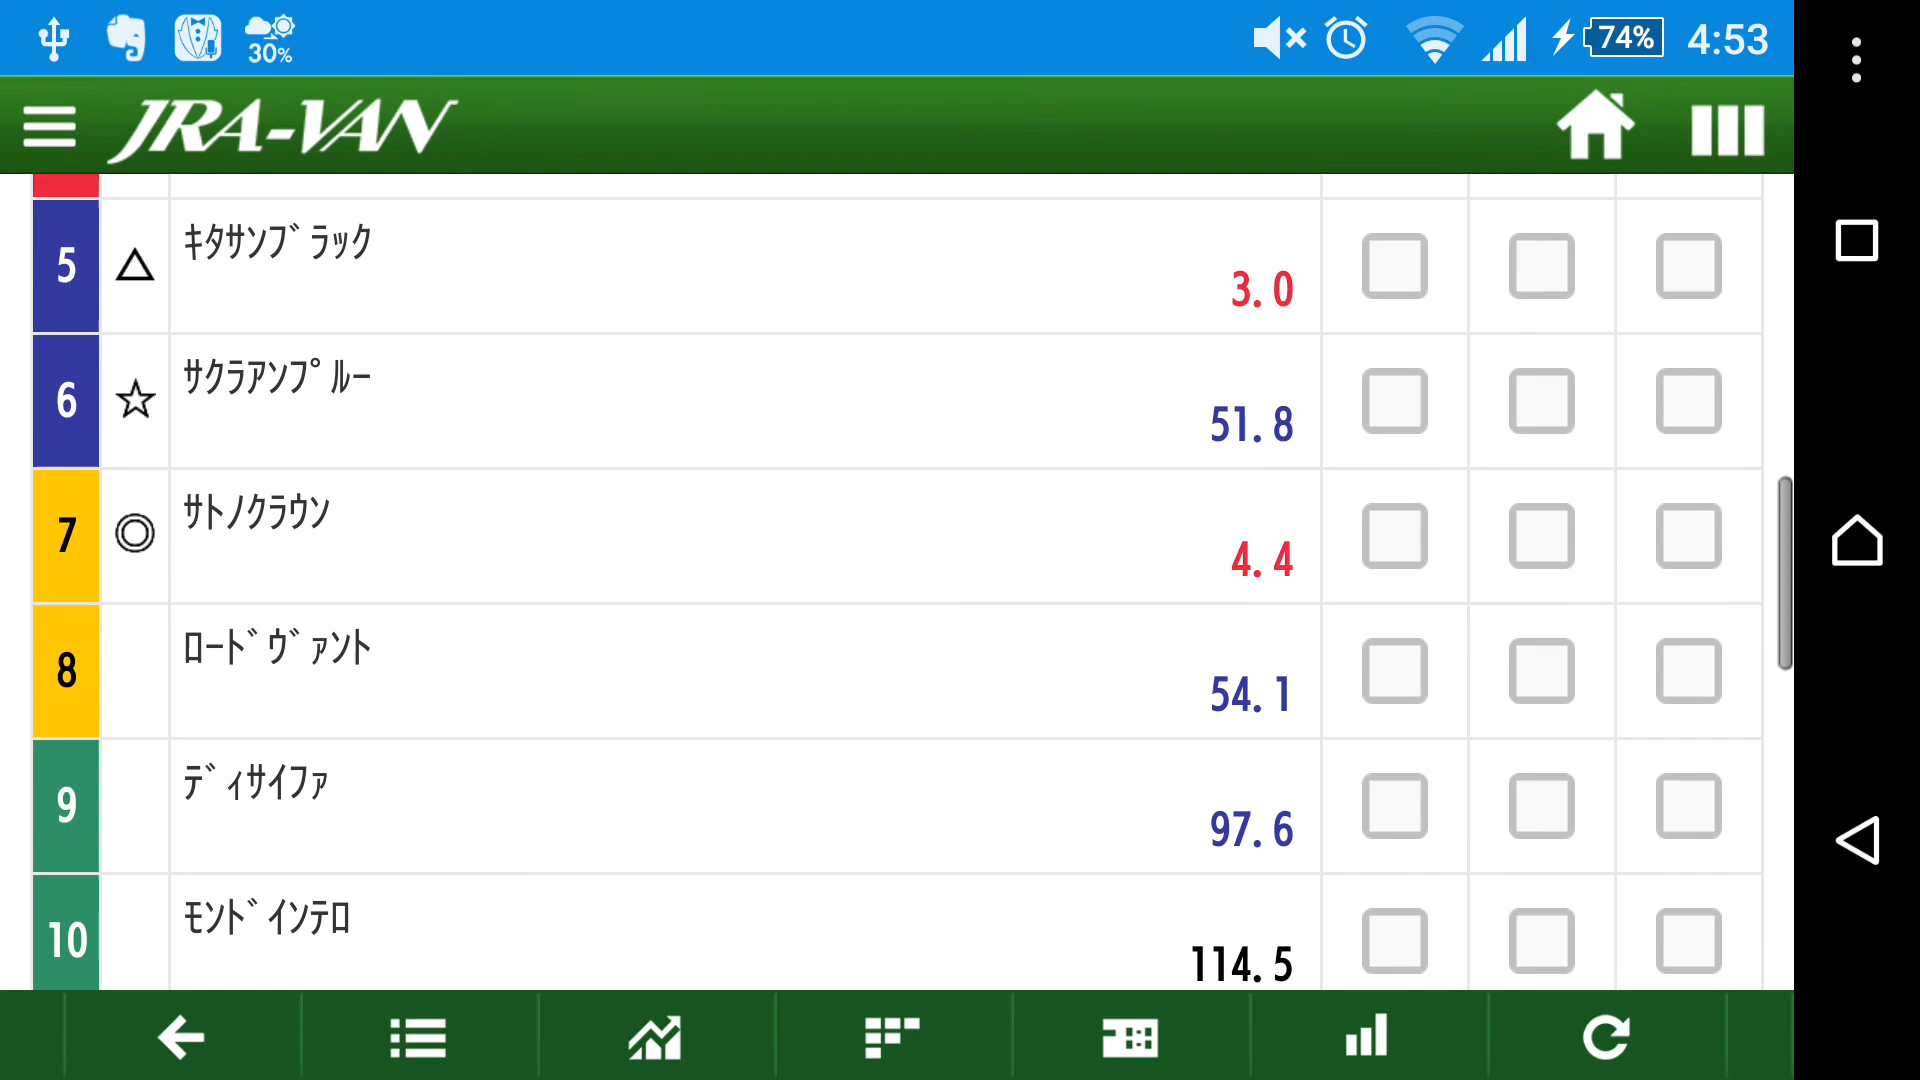 30%
74%
4:53
JRA-VAN
5 △ ｷﾀｻﾝﾌﾞﾗｯｸ
3.0
6 ☆ ｻｸﾗｱﾝﾌﾟﾙｰ
51.8
7 ◎ ｻﾄﾉｸﾗｳﾝ
4.4
8 ﾛｰﾄﾞｳﾞｧﾝﾄ
54.1
9 ﾃﾞｨｻｲﾌｧ
97.6
10 ﾓﾝﾄﾞｲﾝﾃﾛ
114.5